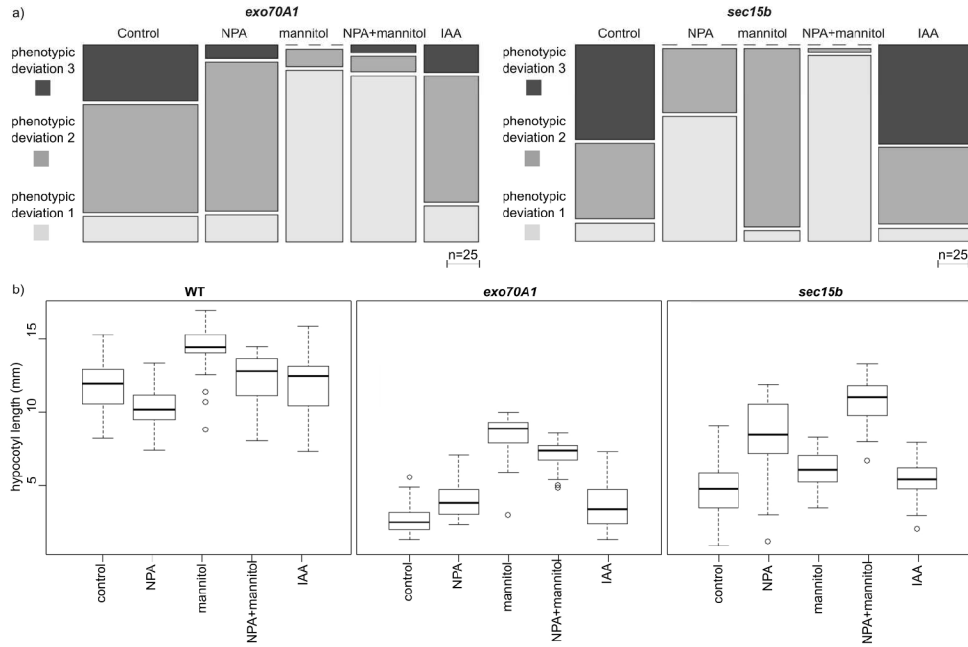 a)
exo70A1
sec15b
Control NPA mannitol NPA+mannitol IAA
Control NPA mannitol NPA+mannitol IAA
phenotypic
deviation 3
phenotypic
deviation 2
phenotypic
deviation 1
phenotypic
deviation 3
phenotypic
deviation 2
phenotypic
deviation 1
n=25
n=25
b)
WT
exo70A1
sec15b
hypocotyl length (mm)
15
10
5
control NPA mannitol NPA+mannitol IAA
control NPA mannitol NPA+mannitol IAA
control NPA mannitol NPA+mannitol IAA